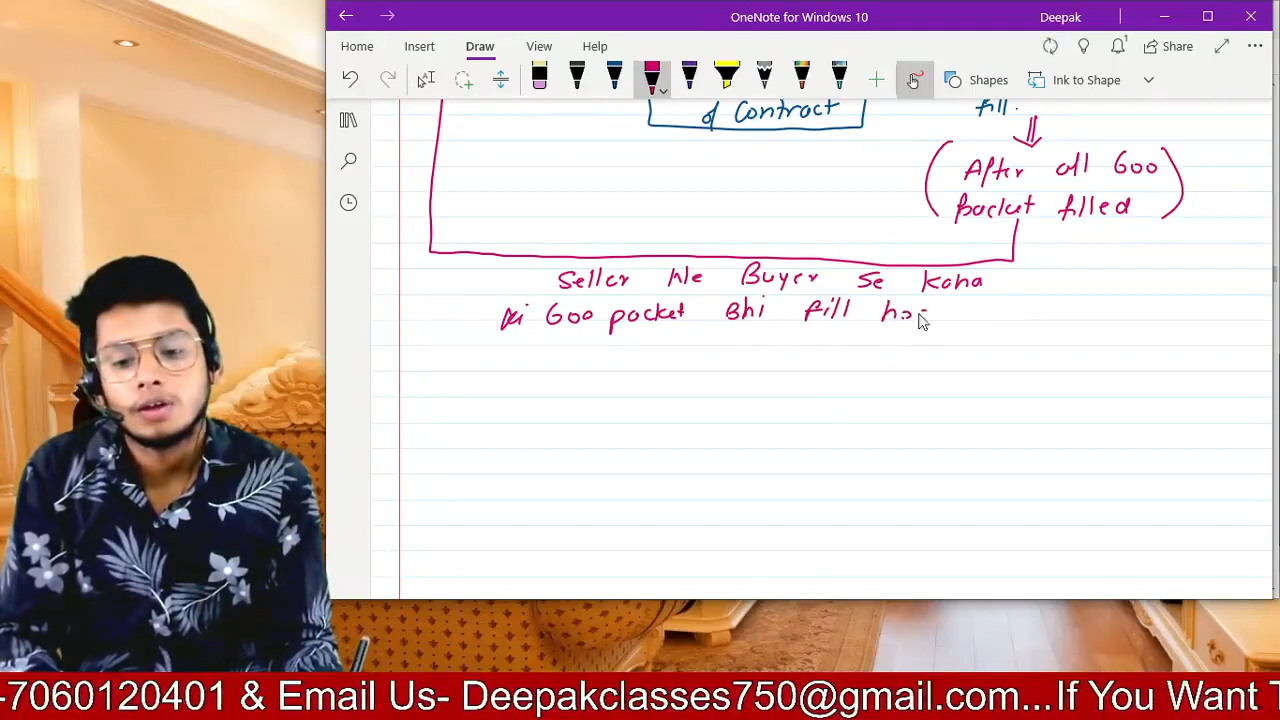 OneNote for Windows 10
Deepak
Home Insert Draw View Help
Share
Shapes
Ink to Shape
of Contract
fill.
After all 600
Packet filled
Seller Ne Buyer Se Kaha
Ki 600 packet Bhi fill ho
-7060120401 & Email Us- Deepakclasses750@gmail.com...If You Want T